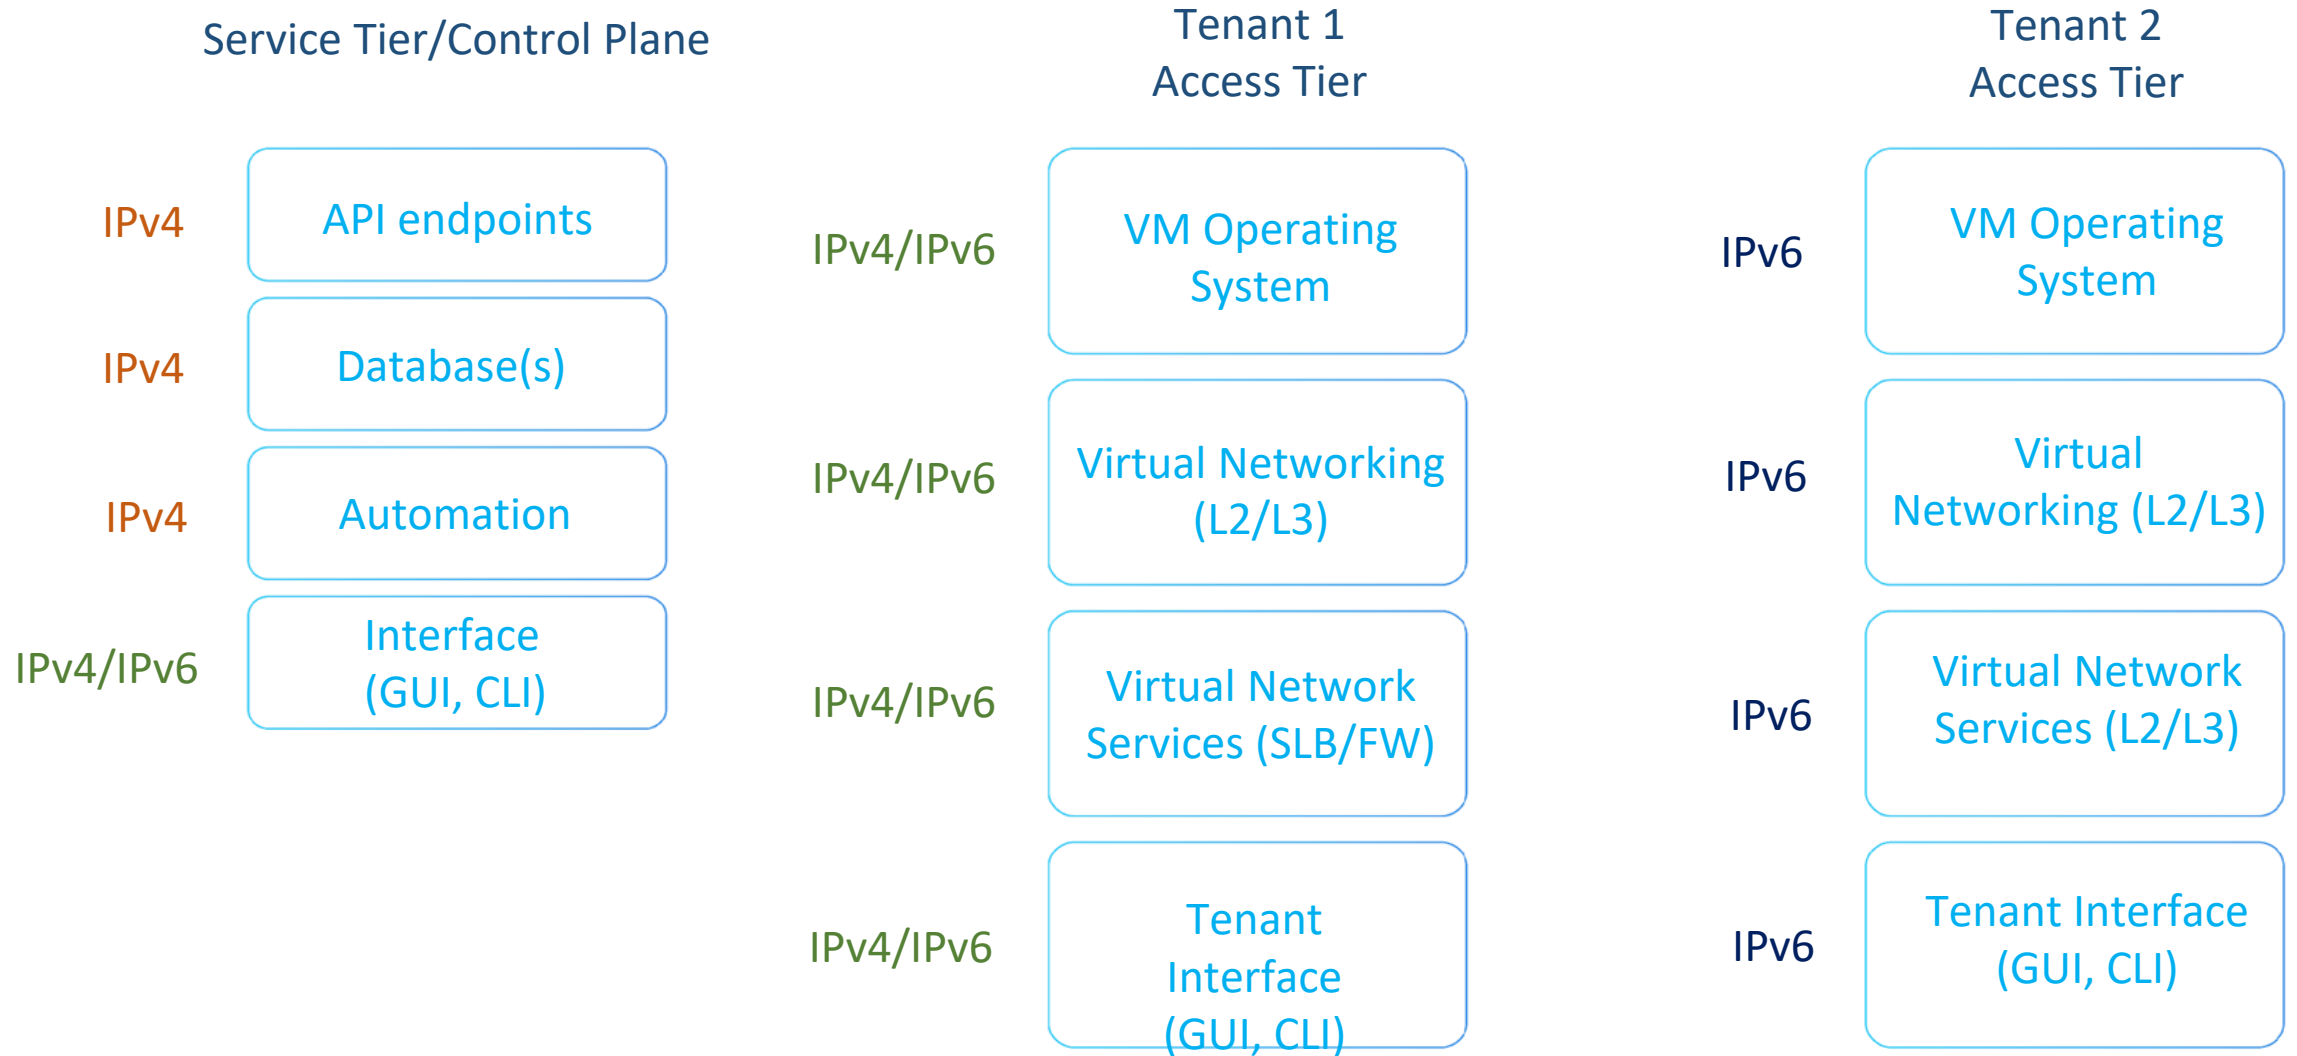 Service Tier/Control Plane
IPv4
API endpoints
IPv4
Database(s)
IPv4
Automation
IPv4/IPv6
Interface
(GUI, CLI)
Tenant 1
Access Tier
IPv4/IPv6
VM Operating
System
IPv4/IPv6
Virtual Networking
(L2/L3)
IPv4/IPv6
Virtual Network
Services (SLB/FW)
IPv4/IPv6
Tenant
Interface
(GUI, CLI)
Tenant 2
Access Tier
IPv6
VM Operating
System
IPv6
Virtual
Networking (L2/L3)
IPv6
Virtual Network
Services (L2/L3)
IPv6
Tenant Interface
(GUI, CLI)